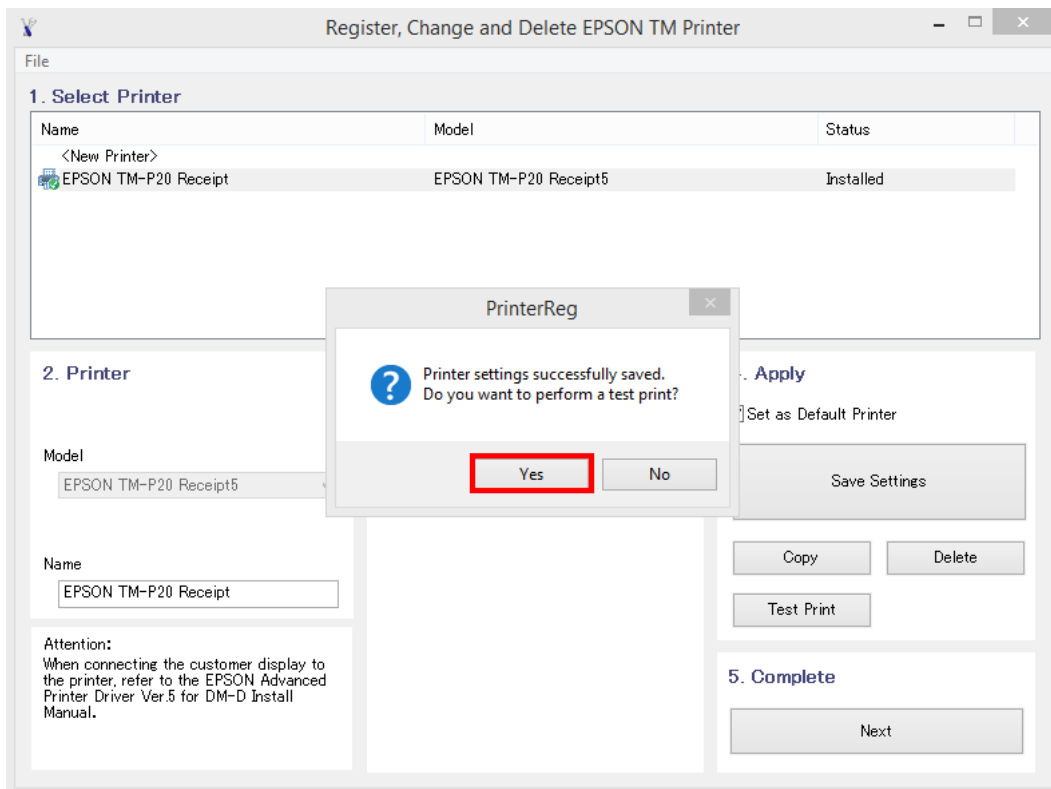 Register, Change and Delete EPSON TM Printer
File
1. Select Printer
Name Model Status
<New Printer>
EPSON TM-P20 Receipt EPSON TM-P20 Receipt5 Installed
PrinterReg
Printer settings successfully saved.
Do you want to perform a test print?
Yes No
2. Printer
Model
EPSON TM-P20 Receipt5
Name
EPSON TM-P20 Receipt
Attention:
When connecting the customer display to
the printer, refer to the EPSON Advanced
Printer Driver Ver.5 for DM-D Install
Manual.
. Apply
Set as Default Printer
Save Settings
Copy Delete
Test Print
5. Complete
Next